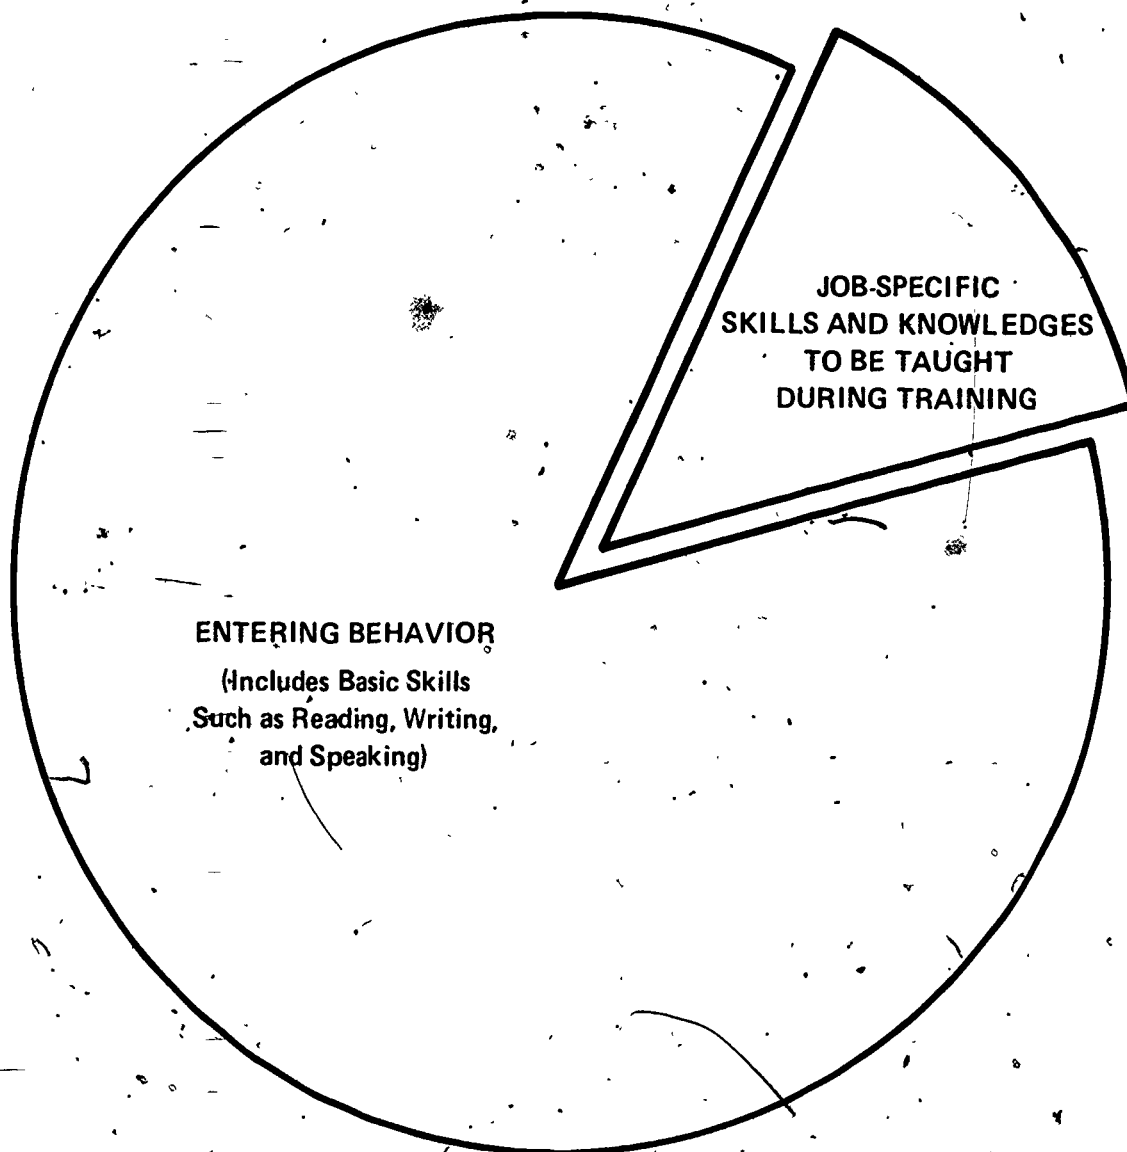 JOB-SPECIFIC
SKILLS AND KNOWLEDGES
TO BE TAUGHT
DURING TRAINING
ENTERING BEHAVIOR
(Includes Basic Skills
Such as Reading, Writing,
and Speaking)